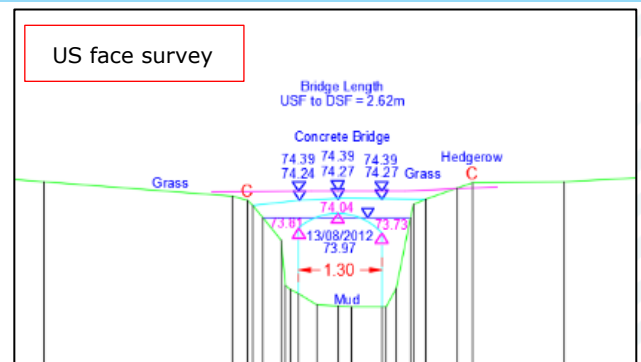 US face survey
Bridge Length
USF to DSF = 2.62m
Concrete Bridge
74.39 74.39 74.39
Hedgerow
74.24 74.27 74.27
Grass
Grass
C
C
74.04
73.81
73.73
13/08/2012
73.97
1.30
Mud